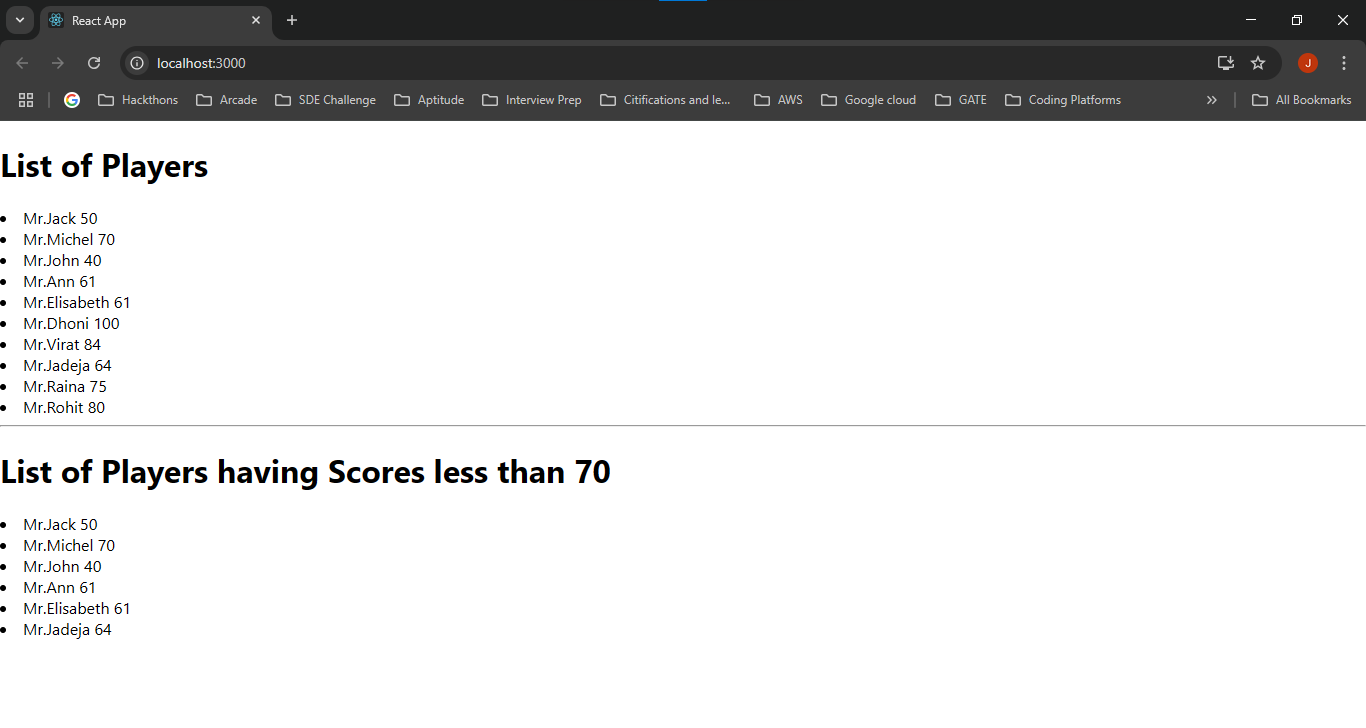 React App
localhost:3000
J
Hackthons Arcade SDE Challenge Aptitude Interview Prep Citifications and le... AWS Google cloud GATE Coding Platforms All Bookmarks
List of Players
Mr.Jack 50
Mr.Michel 70
Mr.John 40
Mr.Ann 61
Mr.Elisabeth 61
Mr.Dhoni 100
Mr.Virat 84
Mr.Jadeja 64
Mr.Raina 75
Mr.Rohit 80
List of Players having Scores less than 70
Mr.Jack 50
Mr.Michel 70
Mr.John 40
Mr.Ann 61
Mr.Elisabeth 61
Mr.Jadeja 64